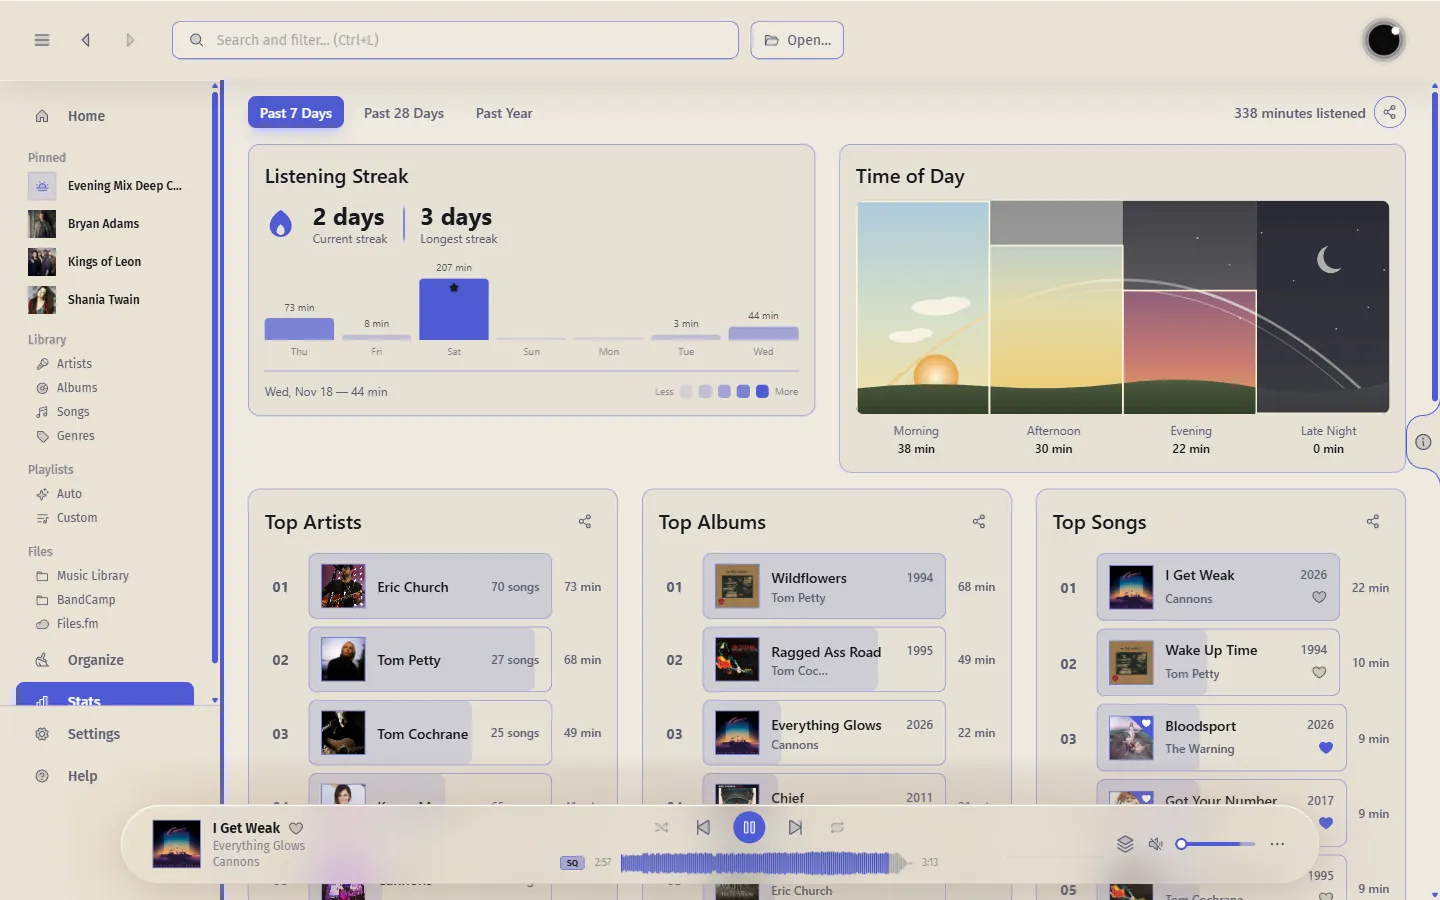 Search and filter... (Ctrl+L)
Open...
Home
Pinned
Evening Mix Deep C...
Bryan Adams
Kings of Leon
Shania Twain
Library
Artists
Albums
Songs
Genres
Playlists
Auto
Custom
Files
Music Library
BandCamp
Files.fm
Organize
Stats
Settings
Help
Past 7 Days
Past 28 Days
Past Year
338 minutes listened
Listening Streak
2 days
Current streak
3 days
Longest streak
73 min
8 min
207 min
3 min
44 min
Thu
Fri
Sat
Sun
Mon
Tue
Wed
Wed, Nov 18 — 44 min
Less
More
Time of Day
Morning
38 min
Afternoon
30 min
Evening
22 min
Late Night
0 min
Top Artists
01
Eric Church
70 songs
73 min
02
Tom Petty
27 songs
68 min
03
Tom Cochrane
25 songs
49 min
Top Albums
01
Wildflowers
1994
Tom Petty
68 min
02
Ragged Ass Road
1995
Tom Coc...
49 min
03
Everything Glows
2026
Cannons
22 min
Chief
2011
Eric Church
Top Songs
01
I Get Weak
2026
Cannons
22 min
02
Wake Up Time
1994
Tom Petty
10 min
03
Bloodsport
2026
The Warning
9 min
Got Your Number
2017
9 min
05
1995
Tom Cochrane
9 min
I Get Weak
Everything Glows
Cannons
SQ
2:57
3:13